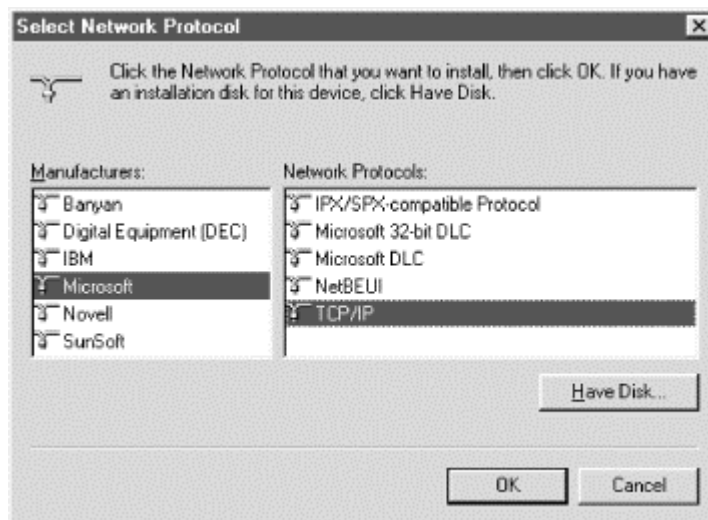 Select Network Protocol
Click the Network Protocol that you want to install, then click OK. If you have
an installation disk for this device, click Have Disk.
Manufacturers:
Banyan
Digital Equipment (DEC)
IBM
Microsoft
Novell
SunSoft
Network Protocols:
IPX/SPX-compatible Protocol
Microsoft 32-bit DLC
Microsoft DLC
NetBEUI
TCP/IP
Have Disk...
OK
Cancel